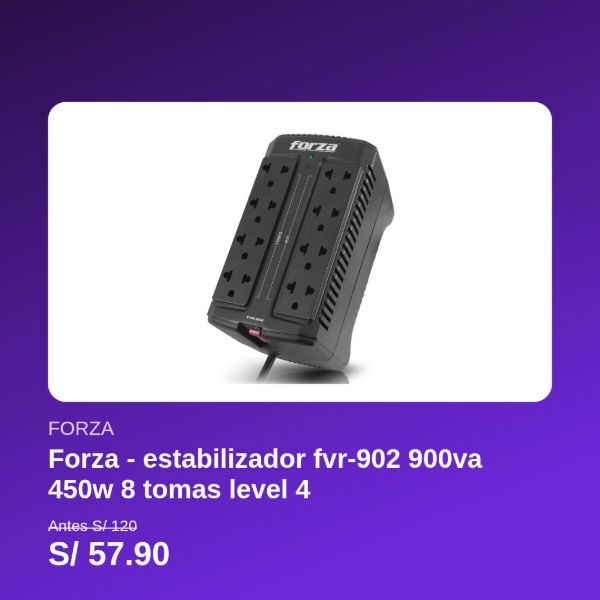 forza
FORZA
Forza - estabilizador fvr-902 900va
450w 8 tomas level 4
Antes S/ 120
S/ 57.90